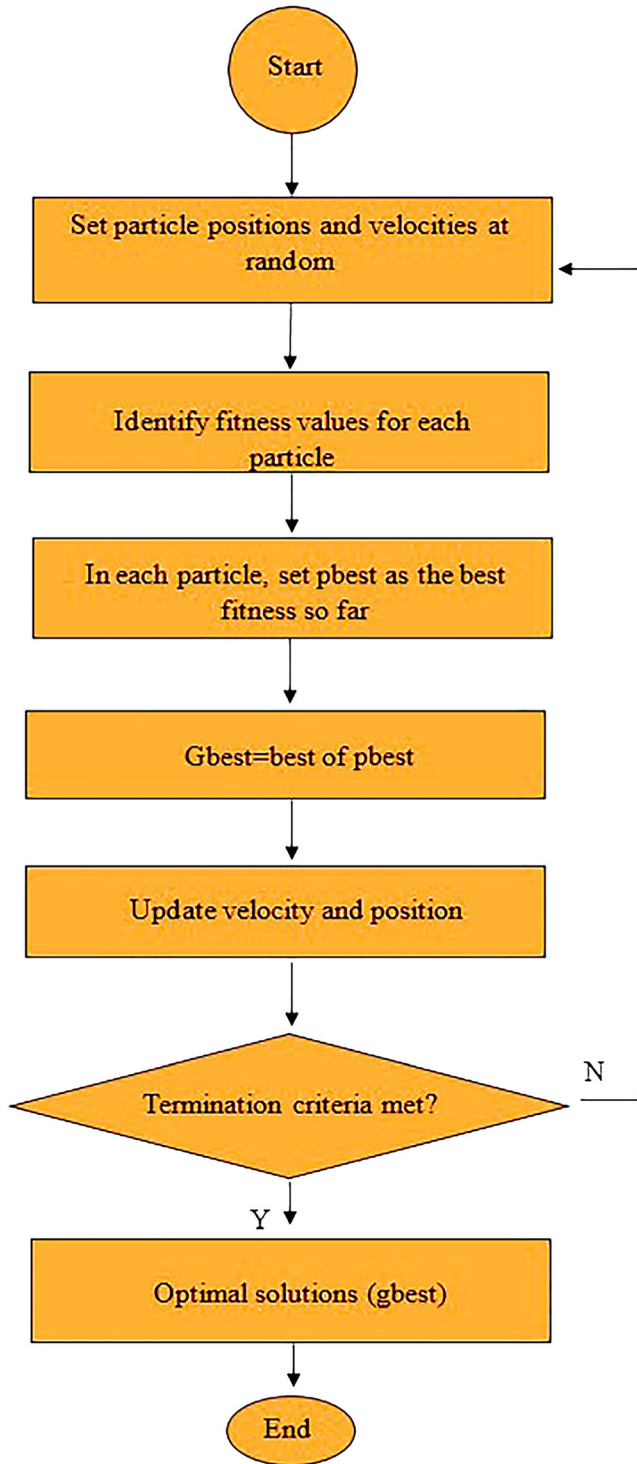 Start
Set particle positions and velocities at
random
Identify fitness values for each
particle
In each particle, set pbest as the best
fitness so far
Gbest=best of pbest
Update velocity and position
Termination criteria met?
N
Y
Optimal solutions (gbest)
End